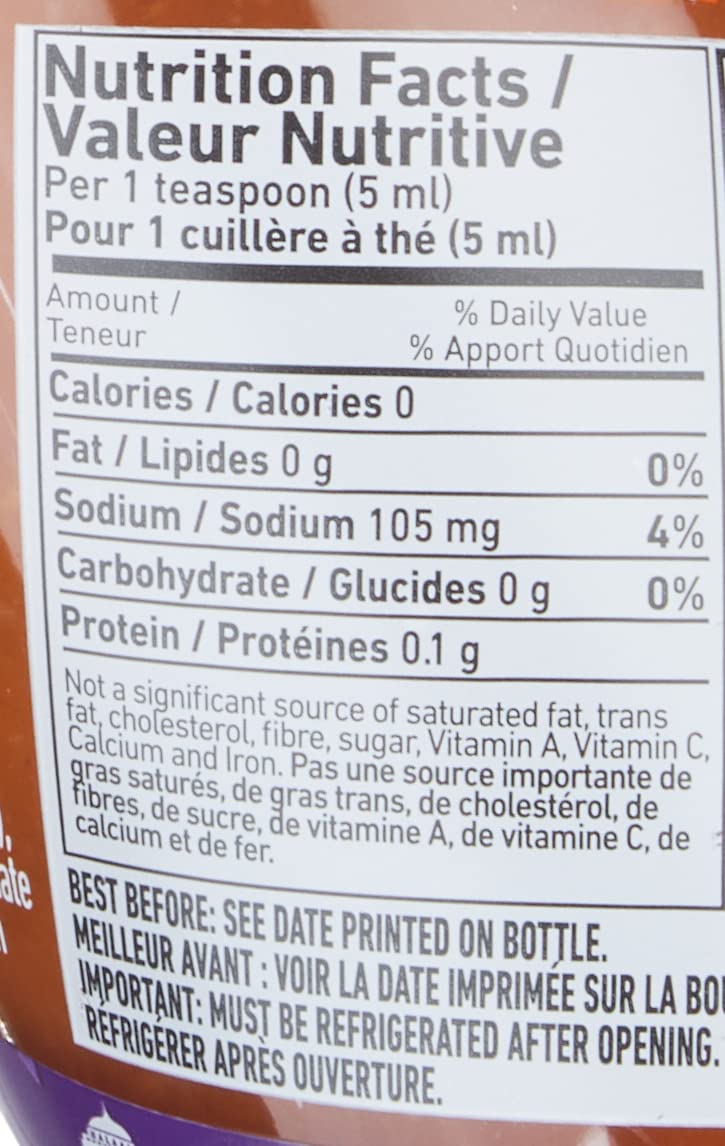 Nutrition Facts /
Valeur Nutritive
Per 1 teaspoon (5 ml)
Pour 1 cuillère à thé (5 ml)
Amount / % Daily Value
Teneur % Apport Quotidien
Calories / Calories 0
Fat / Lipides 0 g 0%
Sodium / Sodium 105 mg 4%
Carbohydrate / Glucides 0 g 0%
Protein / Protéines 0.1 g
Not a significant source of saturated fat, trans
fat, cholesterol, fibre, sugar, Vitamin A, Vitamin C,
Calcium and Iron. Pas une source importante de
gras saturés, de gras trans, de cholestérol, de
fibres, de sucre, de vitamine A, de vitamine C, de
calcium et de fer.
BEST BEFORE: SEE DATE PRINTED ON BOTTLE.
MEILLEUR AVANT : VOIR LA DATE IMPRIMÉE SUR LA
IMPORTANT: MUST BE REFRIGERATED AFTER OPENING.
RÉFRIGÉRER APRÈS OUVERTURE.